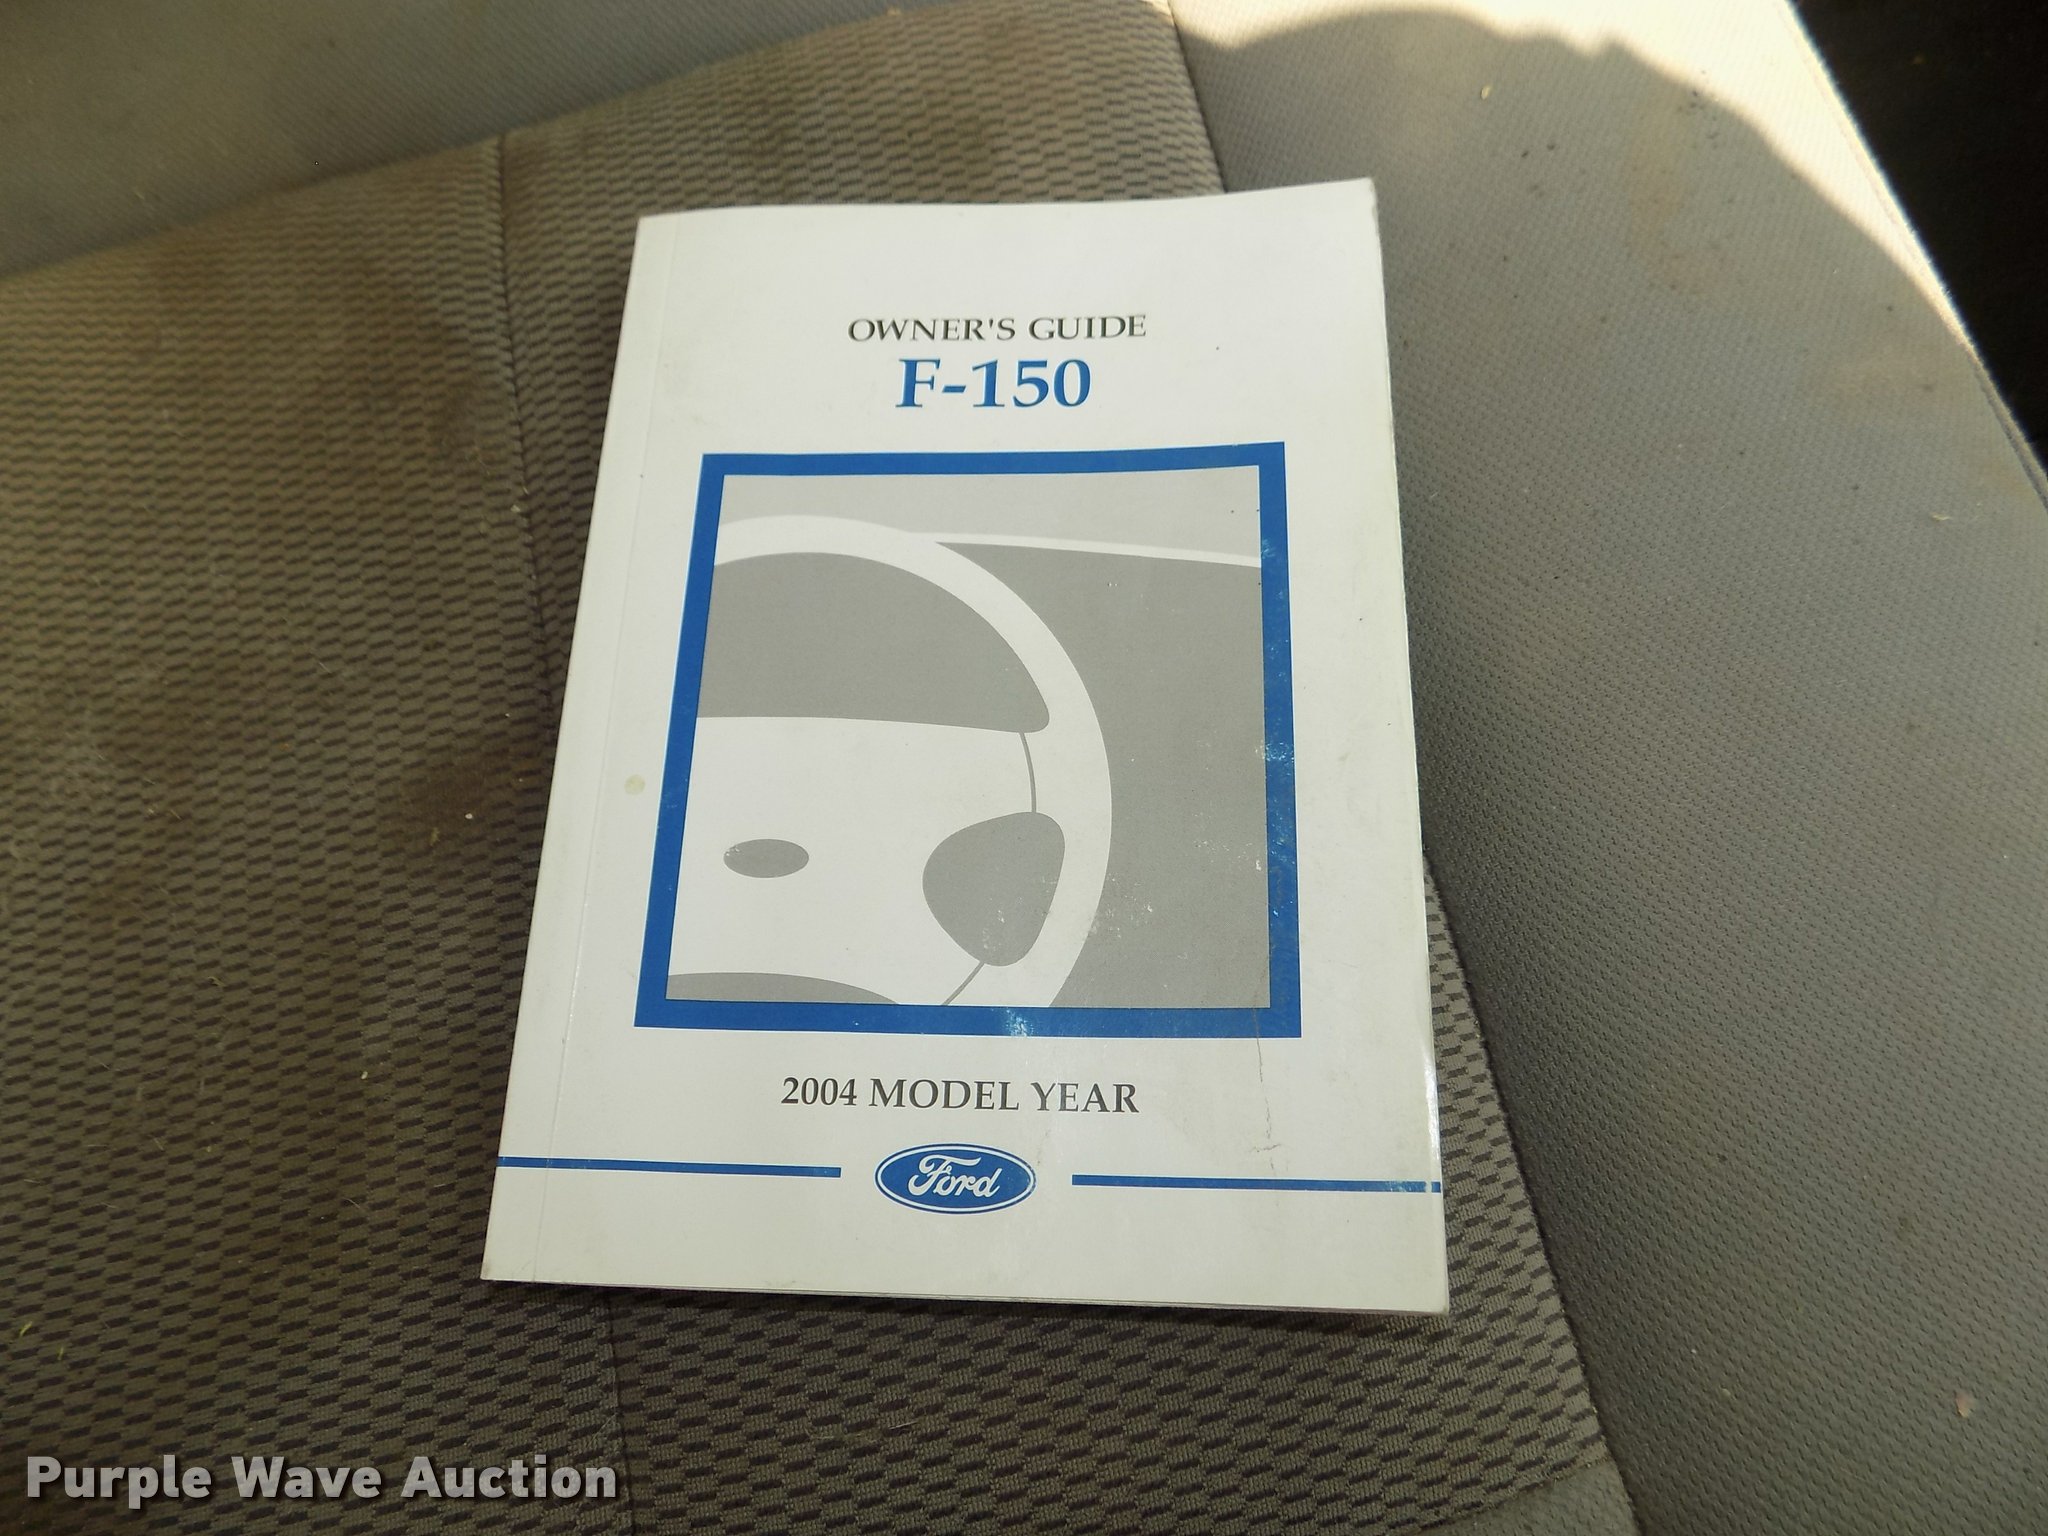 OWNER'S GUIDE
F-150
2004 MODEL YEAR
Ford
Purple Wave Auction